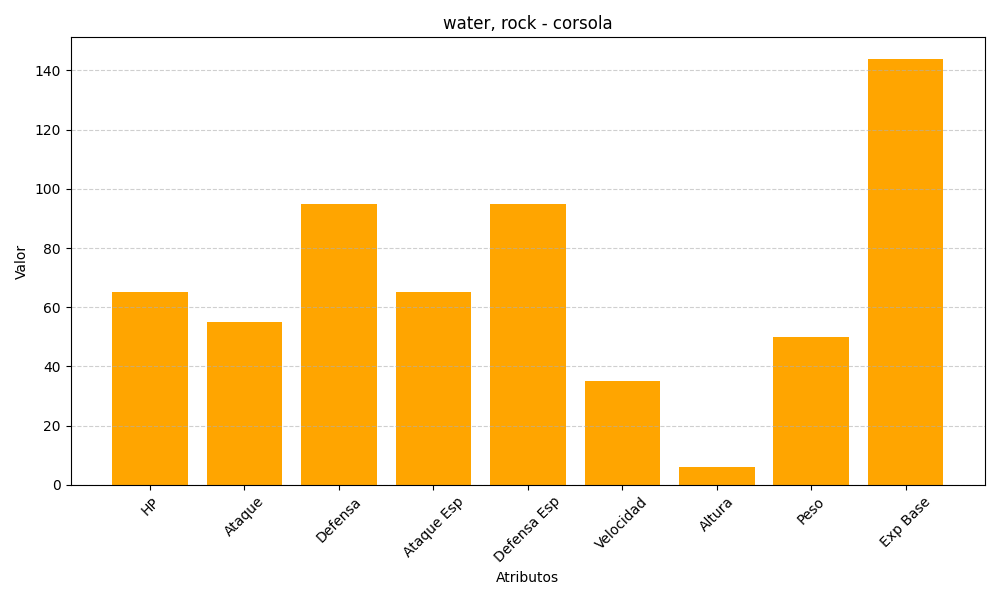 water, rock - corsola
Valor
140
120
100
80
60
40
20
0
HP
Ataque
Defensa
Ataque Esp
Defensa Esp
Velocidad
Altura
Peso
Exp Base
Atributos